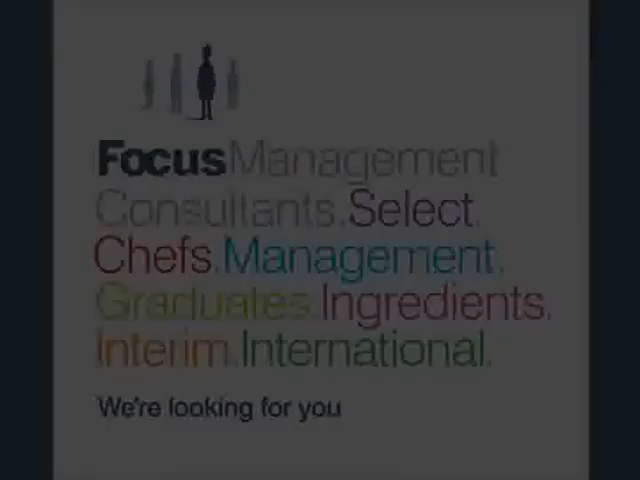 FocusManagement
Consultants.Select.
Chefs.Management.
Graduates.Ingredients.
Interim.International.
We're looking for you